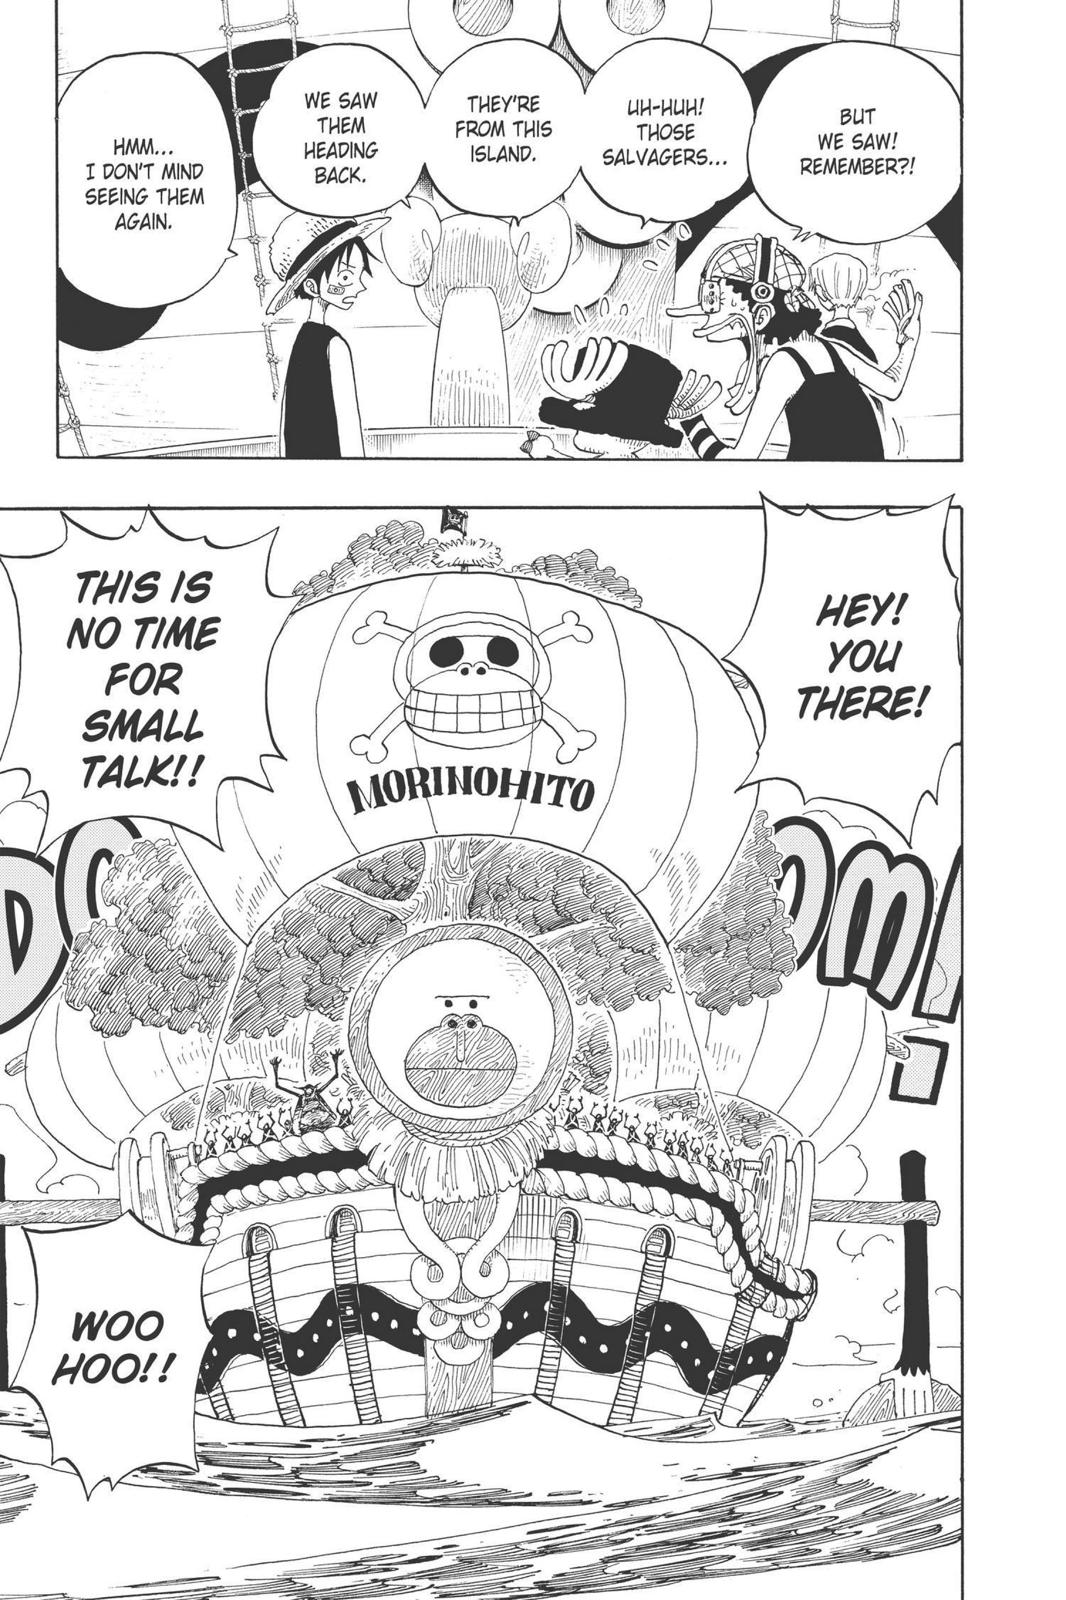 BUT
WE SAW!
REMEMBER?!
UH-HUH!
THOSE
SALVAGERS...
THEY'RE
FROM THIS
ISLAND.
WE SAW
THEM
HEADING
BACK.
HMM...
I DON'T MIND
SEEING THEM
AGAIN.
HEY!
YOU
THERE!
THIS IS
NO TIME
FOR
SMALL
TALK!!
MORINOHITO
WOO
HOO!!